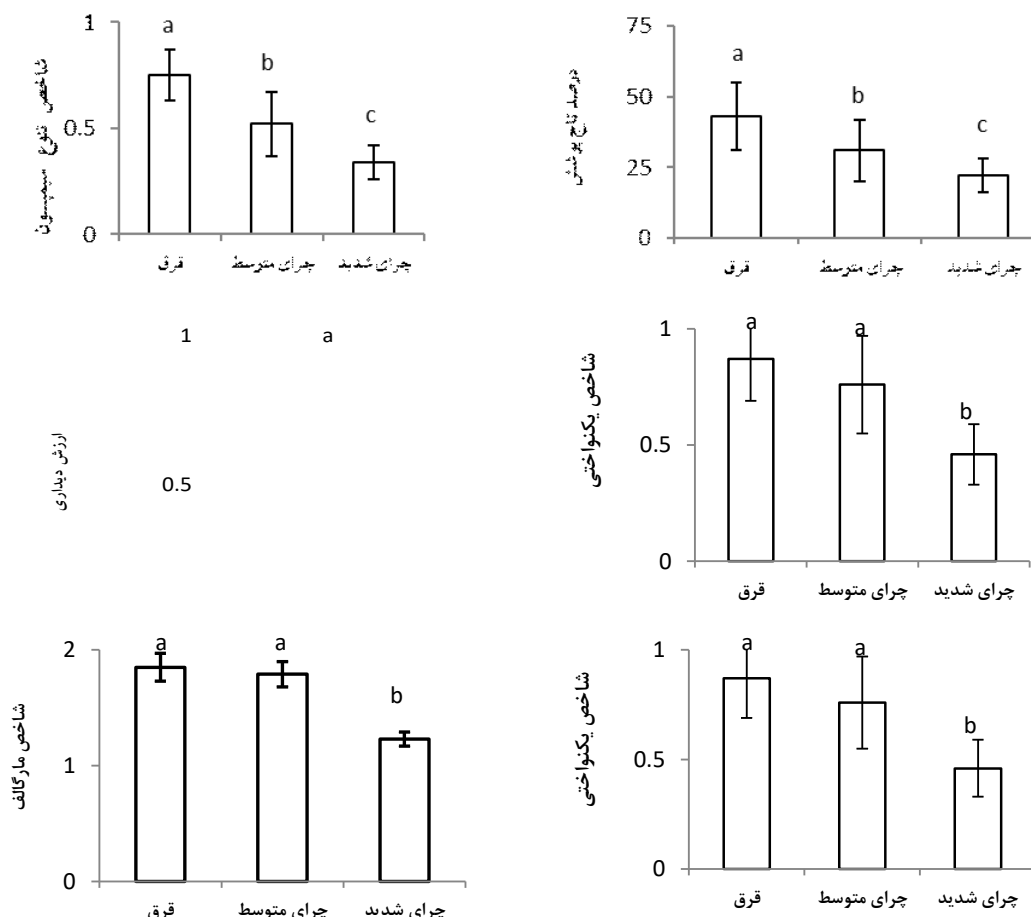 شاخص تنوع سیمپسون
1
0.5
0
a
b
c
قرق
چرای متوسط
چرای شدید
درصد تاج پوشش
75
50
25
0
a
b
c
قرق
چرای متوسط
چرای شدید
ارزش دیداری
1
a
0.5
شاخص یکنواختی
1
0.5
0
a
a
b
قرق
چرای متوسط
چرای شدید
شاخص مارگالف
2
1
0
a
a
b
قرق
چرای متوسط
چرای شدید
شاخص یکنواختی
1
0.5
0
a
a
b
قرق
چرای متوسط
چرای شدید